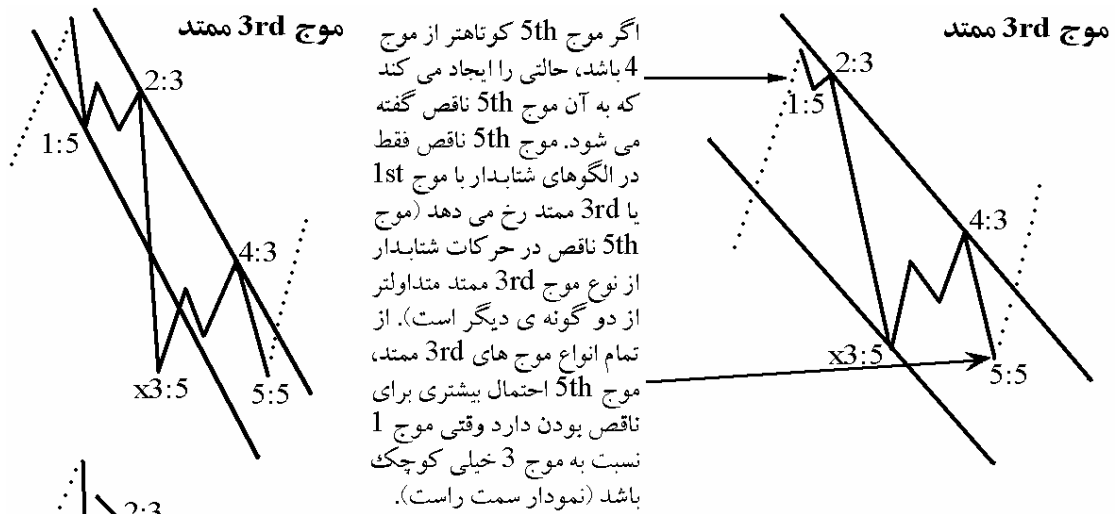 موج 3rd ممتد
2:3
1:5
4:3
x3:5
5:5
2:3
اگر موج 5th کوتاهتر از موج
4 باشد، حالتی را ایجاد می کند
که به آن موج 5th ناقص گفته
می شود. موج 5th ناقص فقط
در الگوهای شتابدار با موج 1st
یا 3rd ممتد رخ می دهد (موج
5th ناقص در حرکات شتابدار
از نوع موج 3rd ممتد متداولتر
از دو گونه ی دیگر است). از
تمام انواع موج های 3rd ممتد،
موج 5th احتمال بیشتری برای
ناقص بودن دارد وقتی موج 1
نسبت به موج 3 خیلی کوچک
باشد (نمودار سمت راست).
موج 3rd ممتد
2:3
1:5
4:3
x3:5
5:5